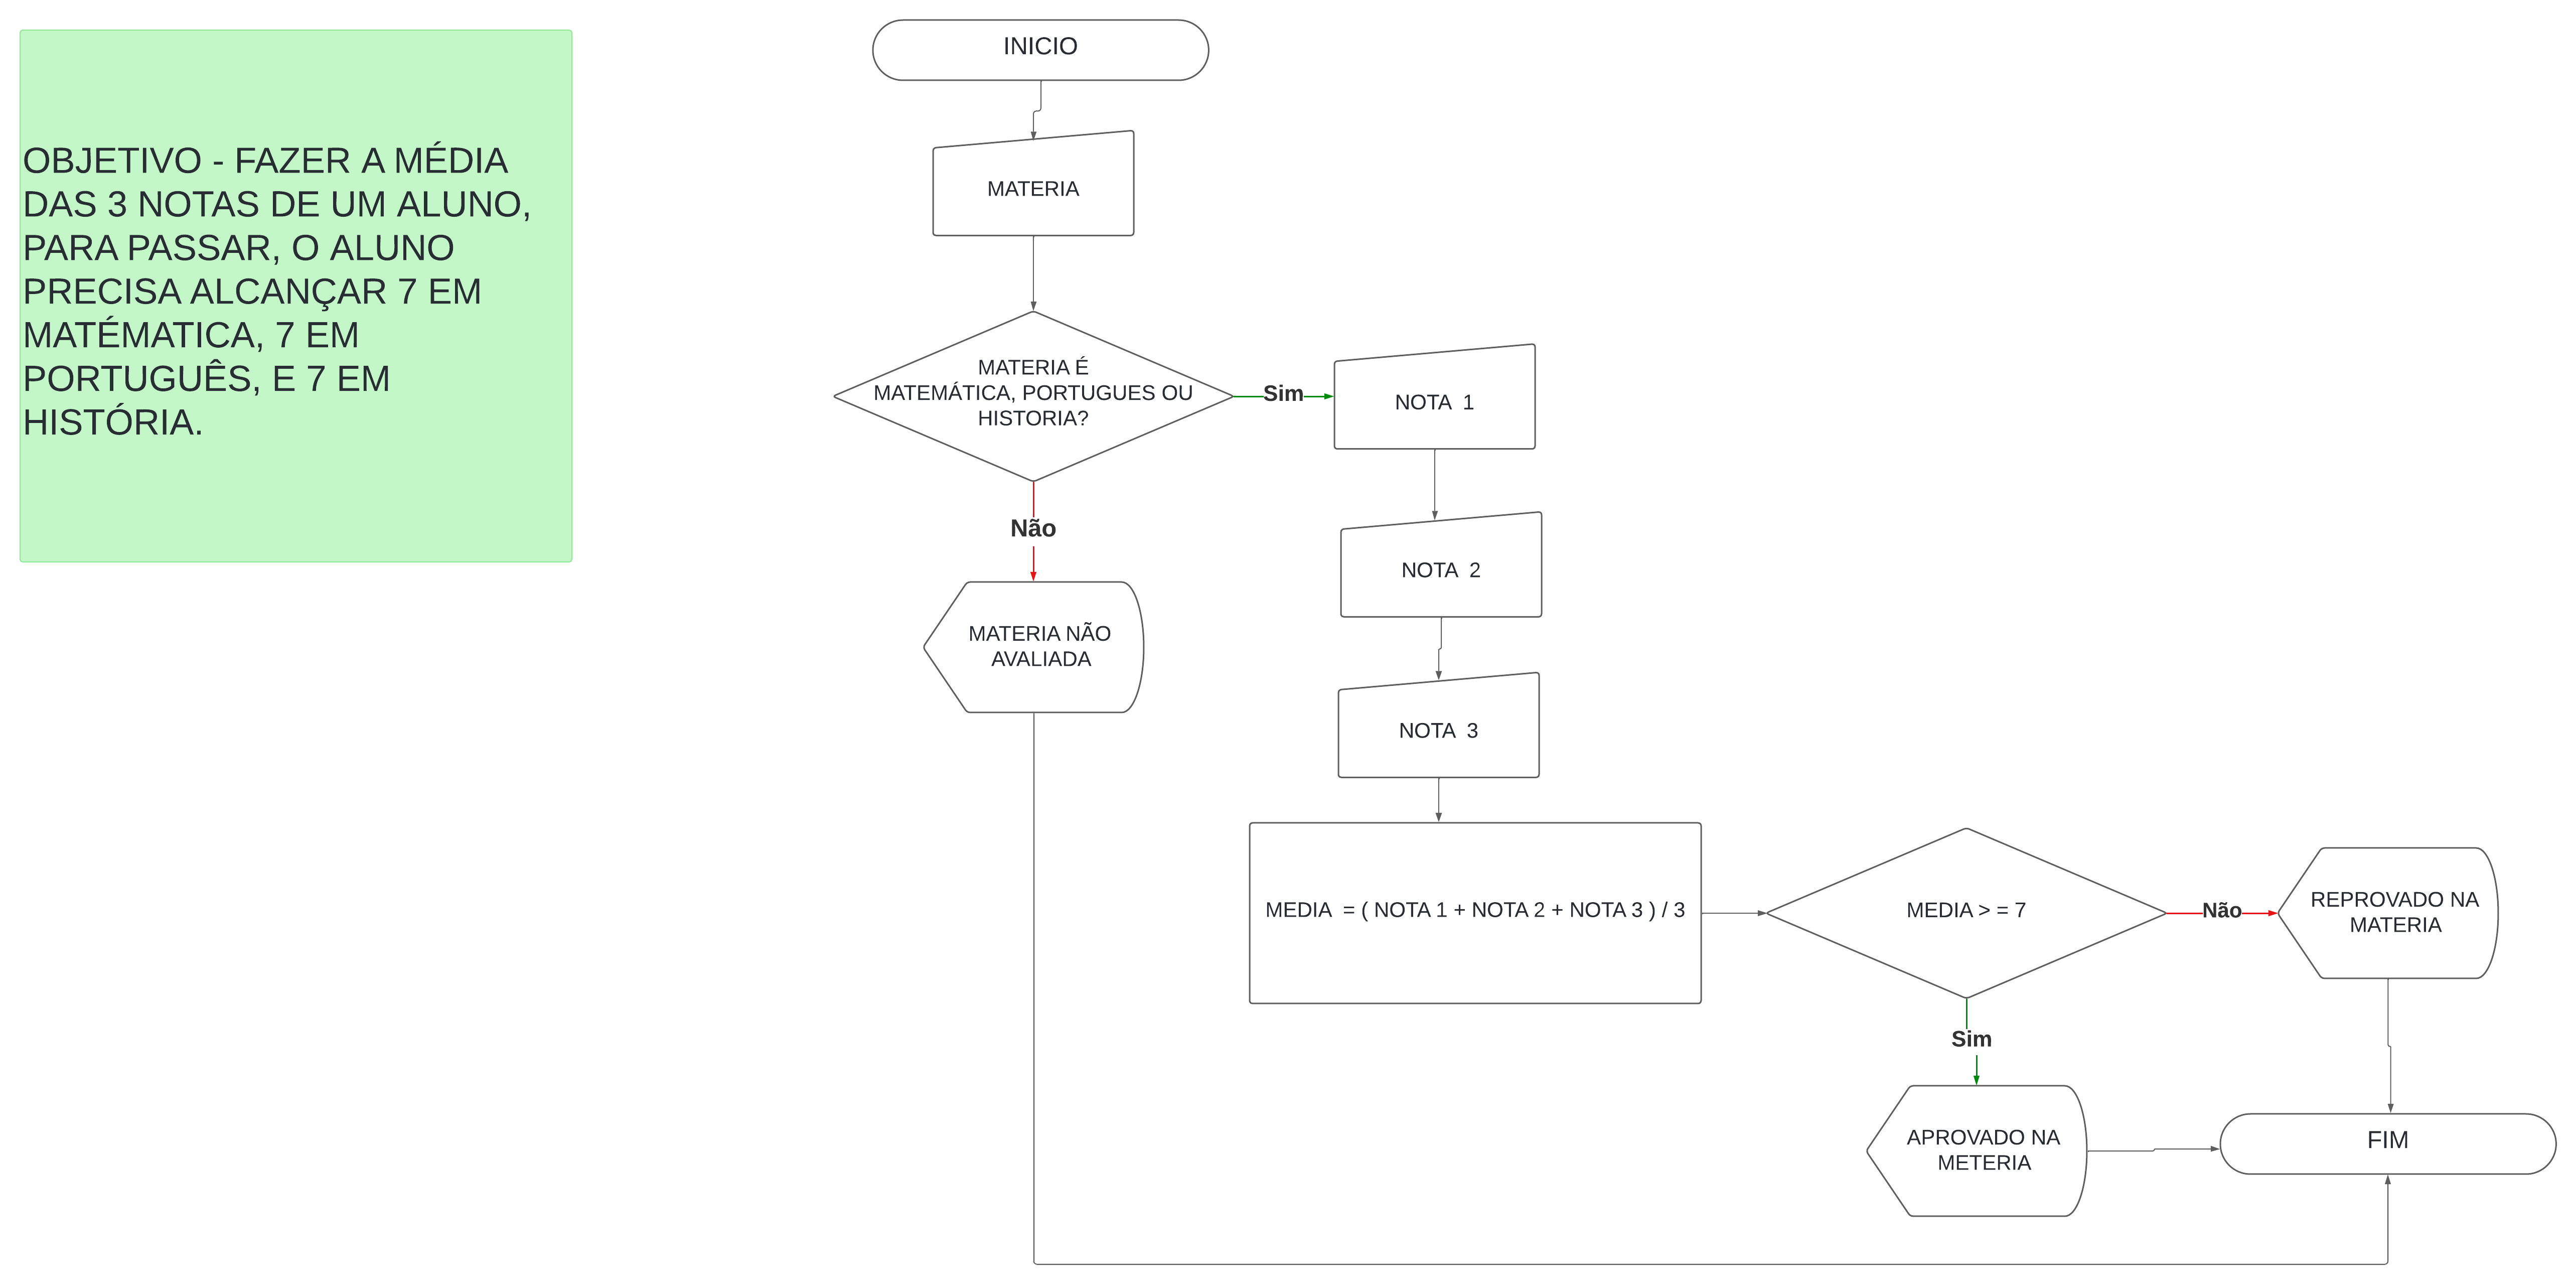 OBJETIVO - FAZER A MÉDIA
DAS 3 NOTAS DE UM ALUNO,
PARA PASSAR, O ALUNO
PRECISA ALCANÇAR 7 EM
MATÉMATICA, 7 EM
PORTUGUÊS, E 7 EM
HISTÓRIA.
INICIO
MATERIA
MATERIA É
MATEMÁTICA, PORTUGUES OU
HISTORIA?
Sim
NOTA 1
Não
NOTA 2
MATERIA NÃO
AVALIADA
NOTA 3
MEDIA = ( NOTA 1 + NOTA 2 + NOTA 3 ) / 3
MEDIA > = 7
Não
REPROVADO NA
MATERIA
Sim
APROVADO NA
METERIA
FIM